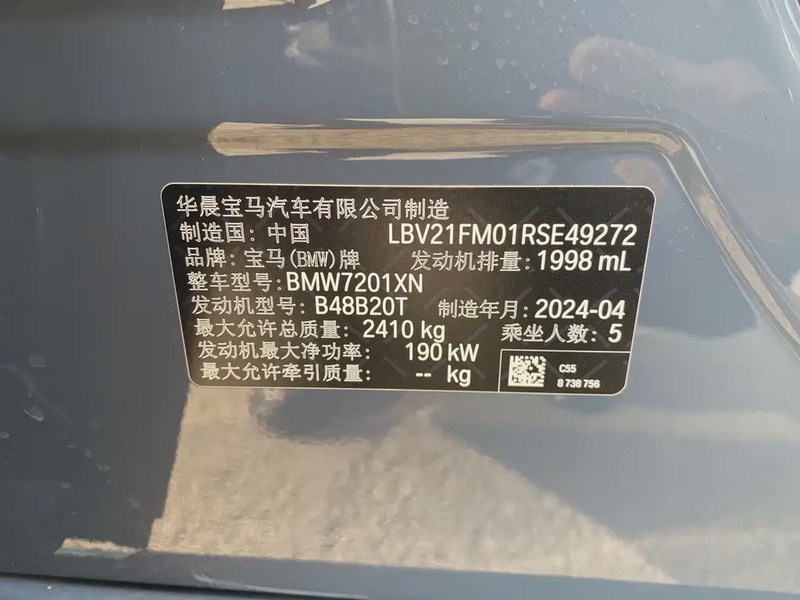 华晨宝马汽车有限公司制造
制造国: 中国 LBV21FM01RSE49272
品牌: 宝马(BMW)牌 发动机排量: 1998 mL
整车型号: BMW7201XN
发动机型号: B48B20T 制造年月: 2024-04
最大允许总质量: 2410 kg 乘坐人数: 5
发动机最大净功率: 190 kW
最大允许牵引质量: -- kg
C55
8 738 756